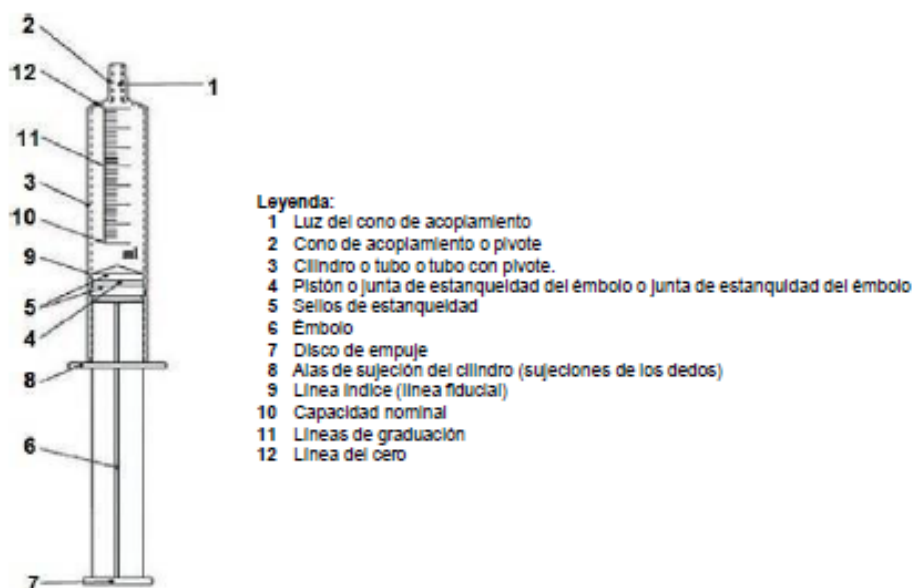 2
12
1
11
3
10
ml
9
5
4
8
6
7
Leyenda:
1 Luz del cono de acoplamiento
2 Cono de acoplamiento o pivote
3 Cilindro o tubo o tubo con pivote.
4 Pistón o junta de estanqueidad del émbolo o junta de estanquidad del émbolo
5 Sellos de estanqueidad
6 Émbolo
7 Disco de empuje
8 Alas de sujeción del cilindro (sujeciones de los dedos)
9 Línea índice (línea fiducial)
10 Capacidad nominal
11 Líneas de graduación
12 Línea del cero